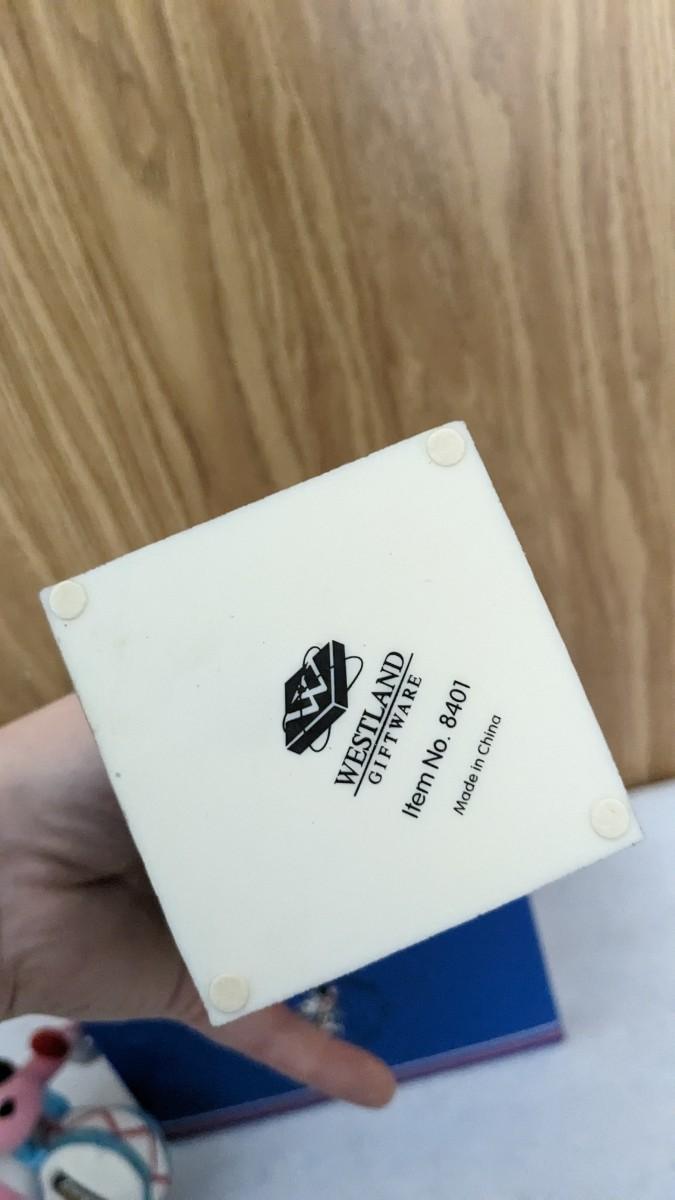 W
WESTLAND
GIFTWARE
Item No. 8401
Made in China